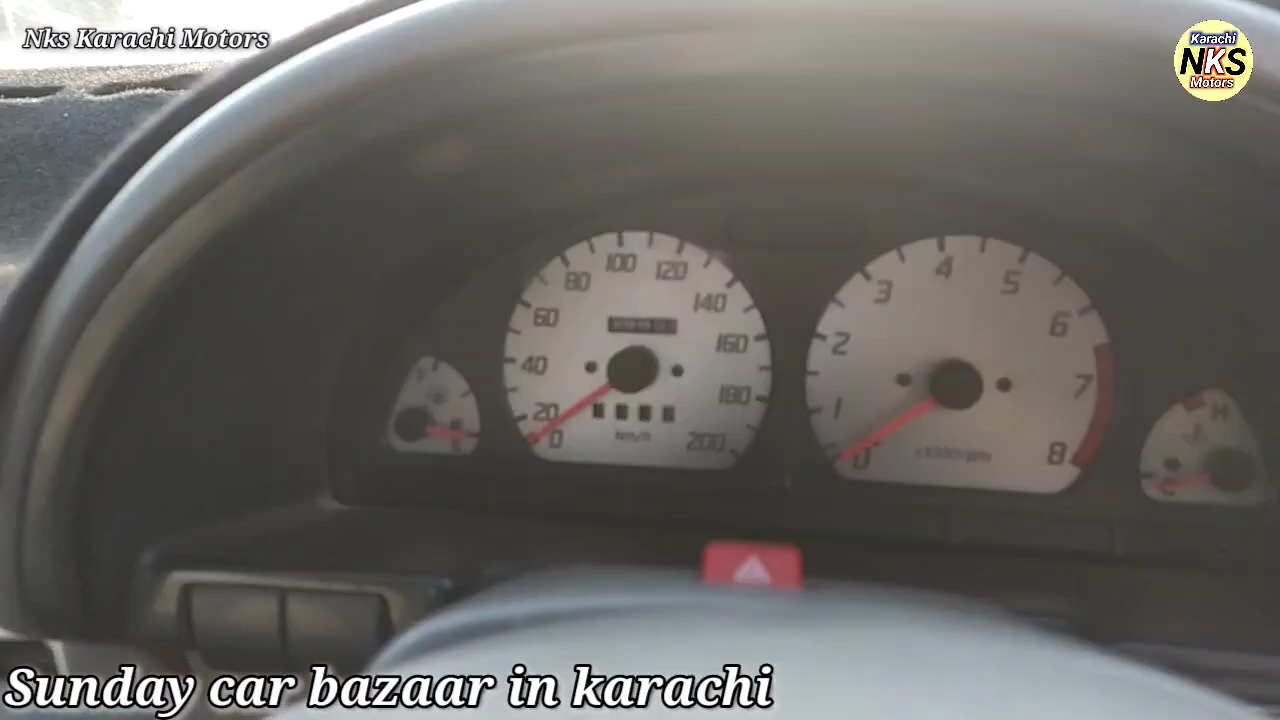 Nks Karachi Motors
Karachi
NKS
Motors
100
80
120
60
140
40
160
20
180
0
km/h
200
4
3
5
2
6
1
7
0
x1000rpm
8
H
Sunday car bazaar in karachi